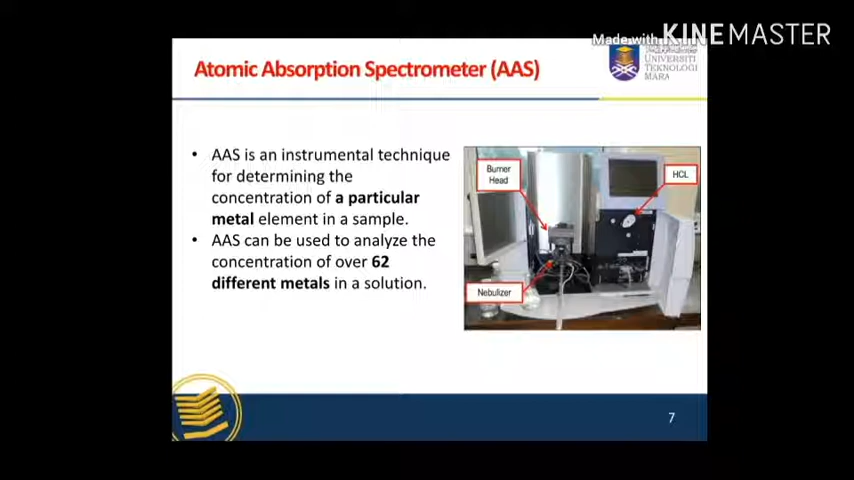 Made with KINEMASTER
Atomic Absorption Spectrometer (AAS)
UNIVERSITI
TEKNOLOGI
MARA
• AAS is an instrumental technique
for determining the
concentration of a particular
metal element in a sample.
• AAS can be used to analyze the
concentration of over 62
different metals in a solution.
Burner
Head
HCL
Nebulizer
7